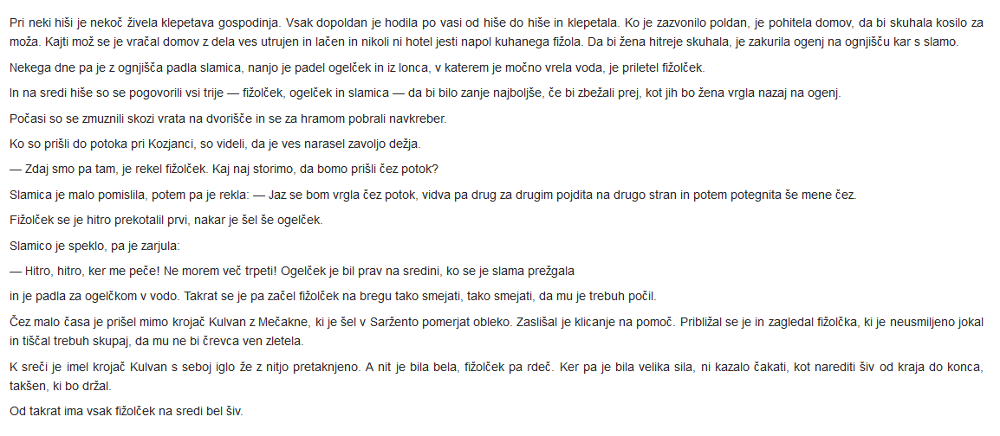 Pri neki hiši je nekoč živela klepetava gospodinja. Vsak dopoldan je hodila po vasi od hiše do hiše in klepetala. Ko je zazvonilo poldan, je pohitela domov, da bi skuhala kosilo za
moža. Kajti mož se je vračal domov z dela ves utrujen in lačen in nikoli ni hotel jesti napol kuhanega fižola. Da bi žena hitreje skuhala, je zakurila ogenj na ognjišču kar s slamo.
Nekega dne pa je z ognjišča padla slamica, nanjo je padel ogelček in iz lonca, v katerem je močno vrela voda, je priletel fižolček.
In na sredi hiše so se pogovorili vsi trije — fižolček, ogelček in slamica — da bi bilo zanje najboljše, če bi zbežali prej, kot jih bo žena vrgla nazaj na ogenj.
Počasi so se zmuznili skozi vrata na dvorišče in se za hramom pobrali navkreber.
Ko so prišli do potoka pri Kozjanci, so videli, da je ves narasel zavoljo dežja.
— Zdaj smo pa tam, je rekel fižolček. Kaj naj storimo, da bomo prišli čez potok?
Slamica je malo pomislila, potem pa je rekla: — Jaz se bom vrgla čez potok, vidva pa drug za drugim pojdita na drugo stran in potem potegnita še mene čez.
Fižolček se je hitro prekotalil prvi, nakar je šel še ogelček.
Slamico je speklo, pa je zarjula:
— Hitro, hitro, ker me peče! Ne morem več trpeti! Ogelček je bil prav na sredini, ko se je slama prežgala
in je padla za ogelčkom v vodo. Takrat se je pa začel fižolček na bregu tako smejati, tako smejati, da mu je trebuh počil.
Čez malo časa je prišel mimo krojač Kulvan z Mečakne, ki je šel v Saržento pomerjat obleko. Zaslišal je klicanje na pomoč. Približal se je in zagledal fižolčka, ki je neusmiljeno jokal
in tiščal trebuh skupaj, da mu ne bi črevca ven zletela.
K sreči je imel krojač Kulvan s seboj iglo že z nitjo pretaknjeno. A nit je bila bela, fižolček pa rdeč. Ker pa je bila velika sila, ni kazalo čakati, kot narediti šiv od kraja do konca,
takšen, ki bo držal.
Od takrat ima vsak fižolček na sredi bel šiv.